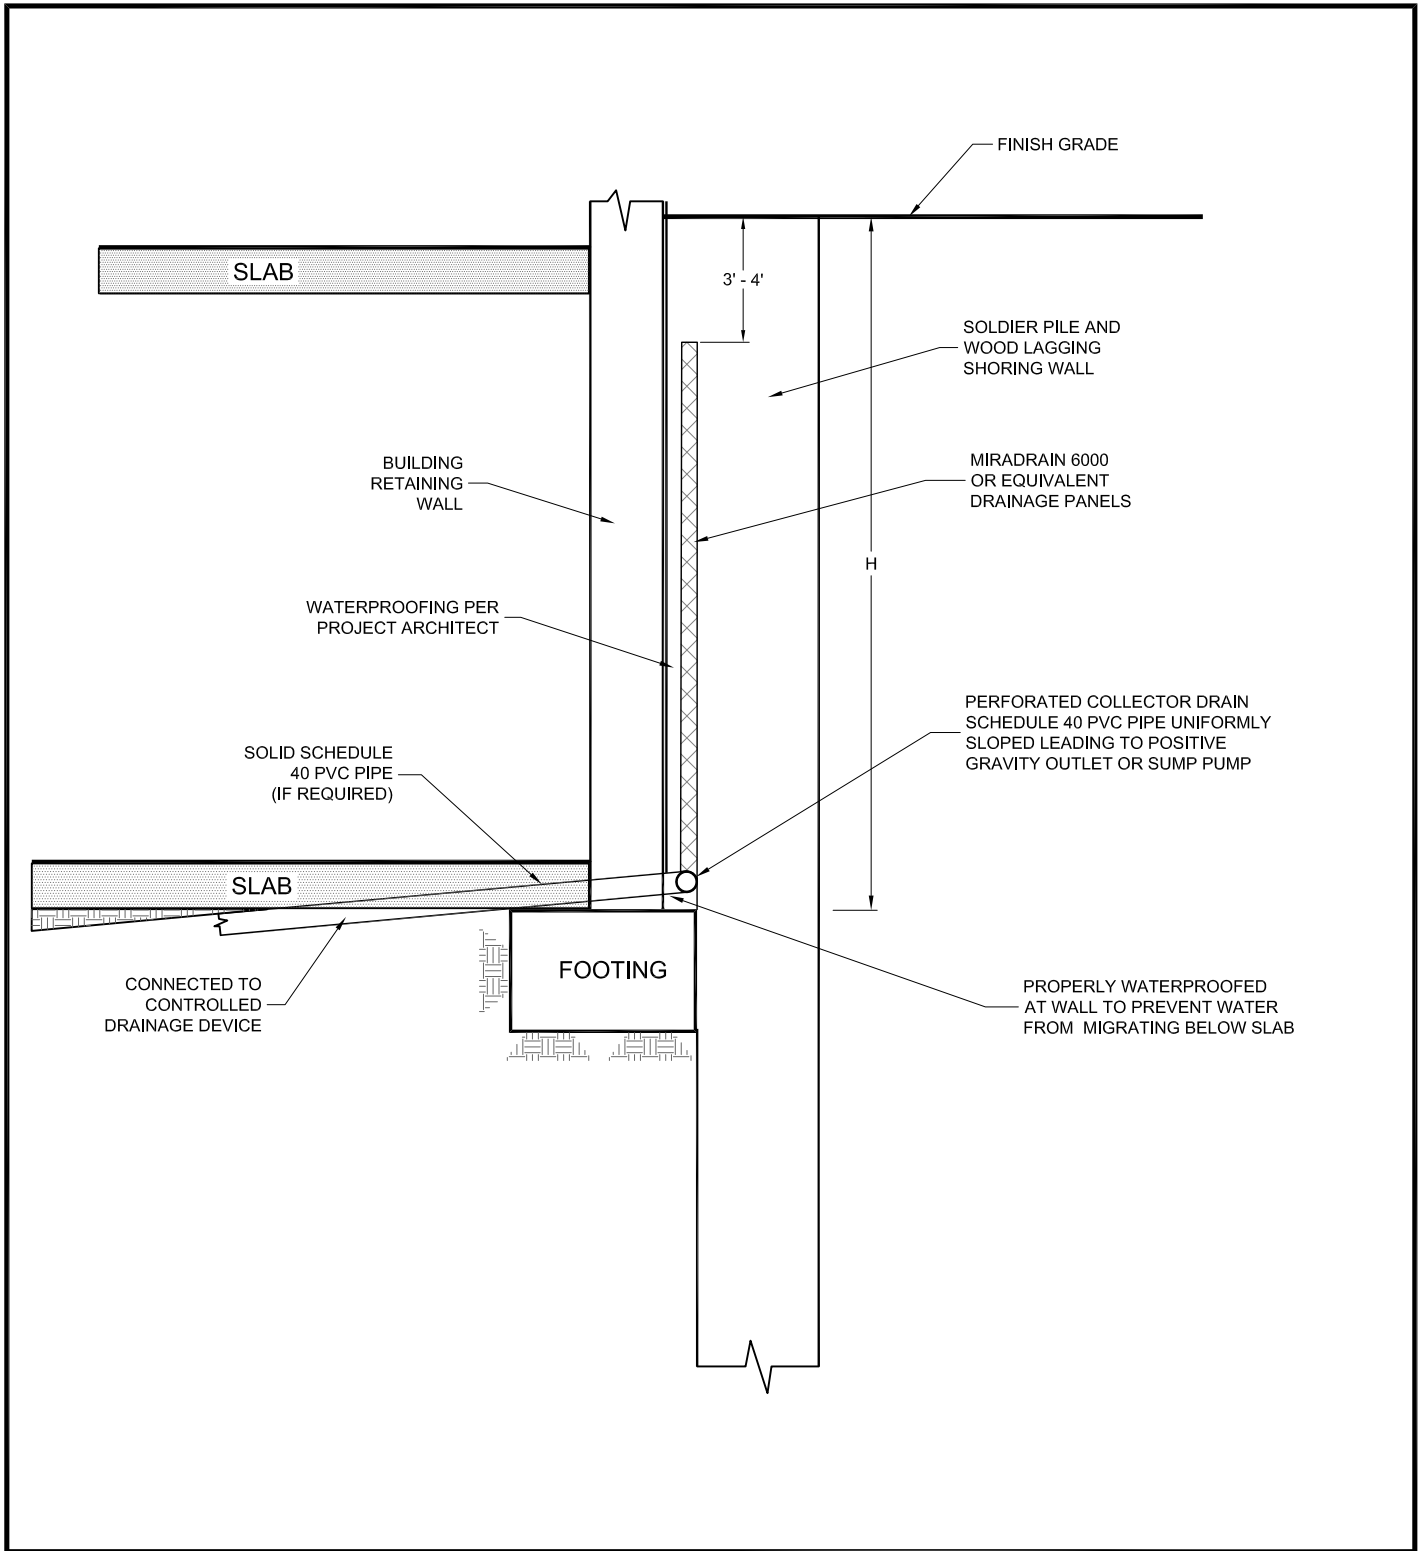 FINISH GRADE
SLAB
3' - 4'
SOLDIER PILE AND
WOOD LAGGING
SHORING WALL
BUILDING
RETAINING
WALL
MIRADRAIN 6000
OR EQUIVALENT
DRAINAGE PANELS
H
WATERPROOFING PER
PROJECT ARCHITECT
PERFORATED COLLECTOR DRAIN
SCHEDULE 40 PVC PIPE UNIFORMLY
SLOPED LEADING TO POSITIVE
GRAVITY OUTLET OR SUMP PUMP
SOLID SCHEDULE
40 PVC PIPE
(IF REQUIRED)
SLAB
FOOTING
CONNECTED TO
CONTROLLED
DRAINAGE DEVICE
PROPERLY WATERPROOFED
AT WALL TO PREVENT WATER
FROM MIGRATING BELOW SLAB